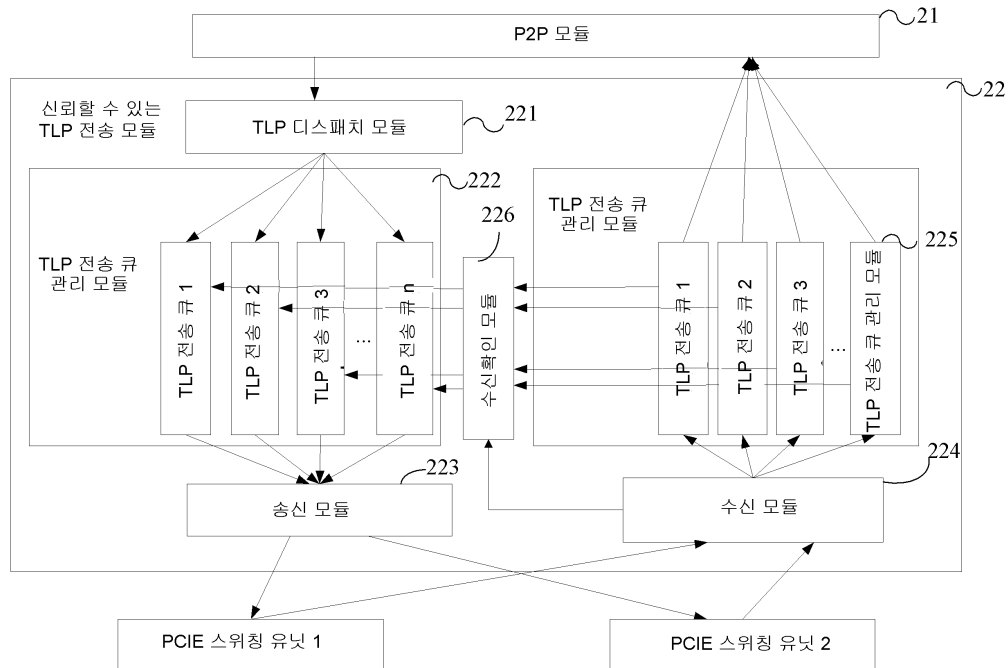 21
P2P 모듈
22
신뢰할 수 있는
TLP 전송 모듈
TLP 디스패치 모듈
221
222
226
TLP 전송 큐
관리 모듈
225
TLP 전송 큐
관리 모듈
TLP 전송 큐 1
TLP 전송 큐 2
TLP 전송 큐 3
...
TLP 전송 큐 n
수신확인 모듈
TLP 전송 큐 1
TLP 전송 큐 2
TLP 전송 큐 3
...
TLP 전송 큐 관리 모듈
223
224
송신 모듈
수신 모듈
PCIE 스위칭 유닛 1
PCIE 스위칭 유닛 2